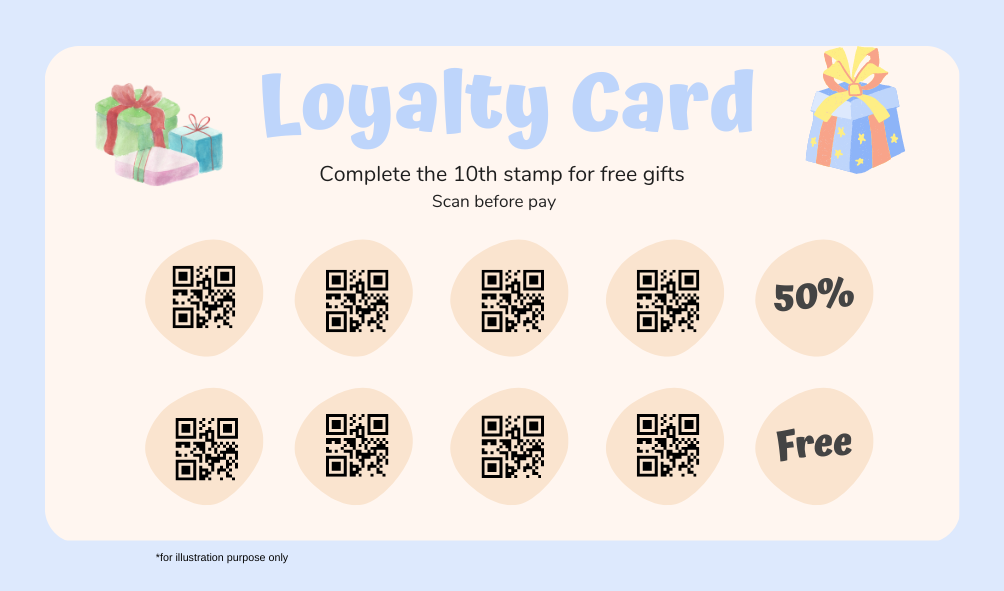 Loyalty Card
Complete the 10th stamp for free gifts
Scan before pay
50%
Free
*for illustration purpose only